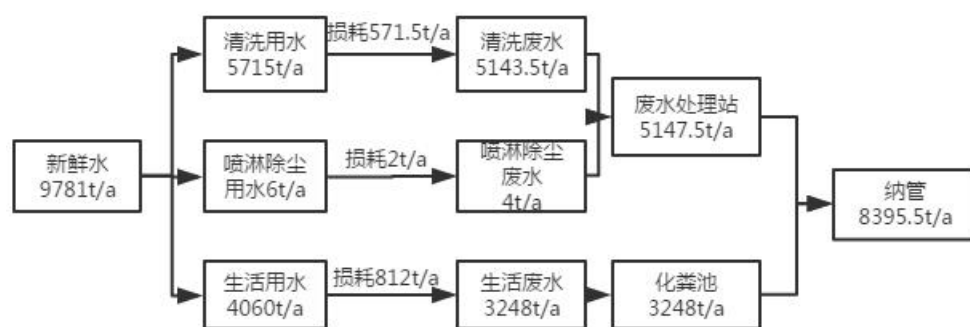 新鲜水
9781t/a
清洗用水
5715t/a
损耗571.5t/a
清洗废水
5143.5t/a
喷淋除尘
用水6t/a
损耗2t/a
喷淋除尘
废水
4t/a
废水处理站
5147.5t/a
生活用水
4060t/a
损耗812t/a
生活废水
3248t/a
化粪池
3248t/a
纳管
8395.5t/a